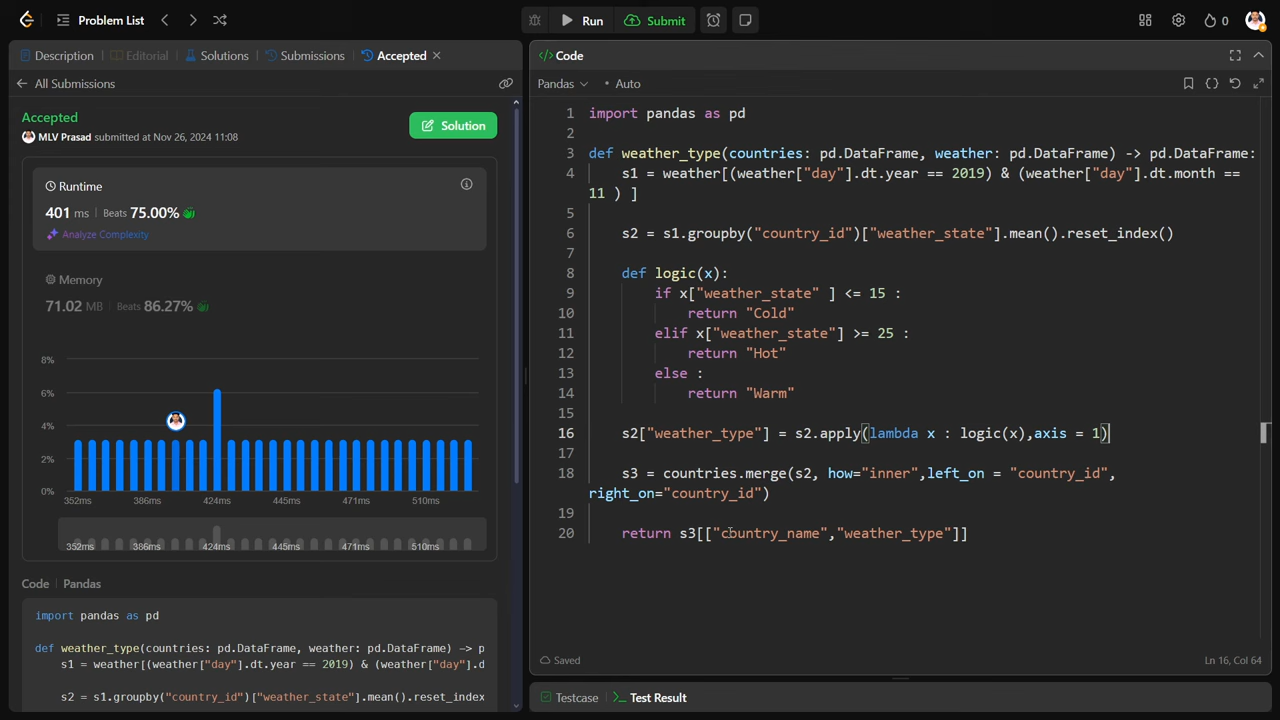 Problem List
Run
Submit
0
Description
Editorial
Solutions
Submissions
Accepted
All Submissions
Accepted
MLV Prasad submitted at Nov 26, 2024 11:08
Solution
Runtime
401 ms | Beats 75.00%
Analyze Complexity
Memory
71.02 MB | Beats 86.27%
8%
6%
4%
2%
0%
352ms 386ms 424ms 445ms 471ms 510ms
352ms 386ms 424ms 445ms 471ms 510ms
Code | Pandas
import pandas as pd
def weather_type(countries: pd.DataFrame, weather: pd.DataFrame) -> p
s1 = weather[(weather["day"].dt.year == 2019) & (weather["day"].d
s2 = s1.groupby("country_id")["weather_state"].mean().reset_index
</> Code
Pandas • Auto
1 import pandas as pd
2
3 def weather_type(countries: pd.DataFrame, weather: pd.DataFrame) -> pd.DataFrame:
4 s1 = weather[(weather["day"].dt.year == 2019) & (weather["day"].dt.month ==
11 ) ]
5
6 s2 = s1.groupby("country_id")["weather_state"].mean().reset_index()
7
8 def logic(x):
9 if x["weather_state" ] <= 15 :
10 return "Cold"
11 elif x["weather_state"] >= 25 :
12 return "Hot"
13 else :
14 return "Warm"
15
16 s2["weather_type"] = s2.apply(lambda x : logic(x),axis = 1)
17
18 s3 = countries.merge(s2, how="inner",left_on = "country_id",
right_on="country_id")
19
20 return s3[["country_name","weather_type"]]
Saved
Ln 16, Col 64
Testcase
Test Result